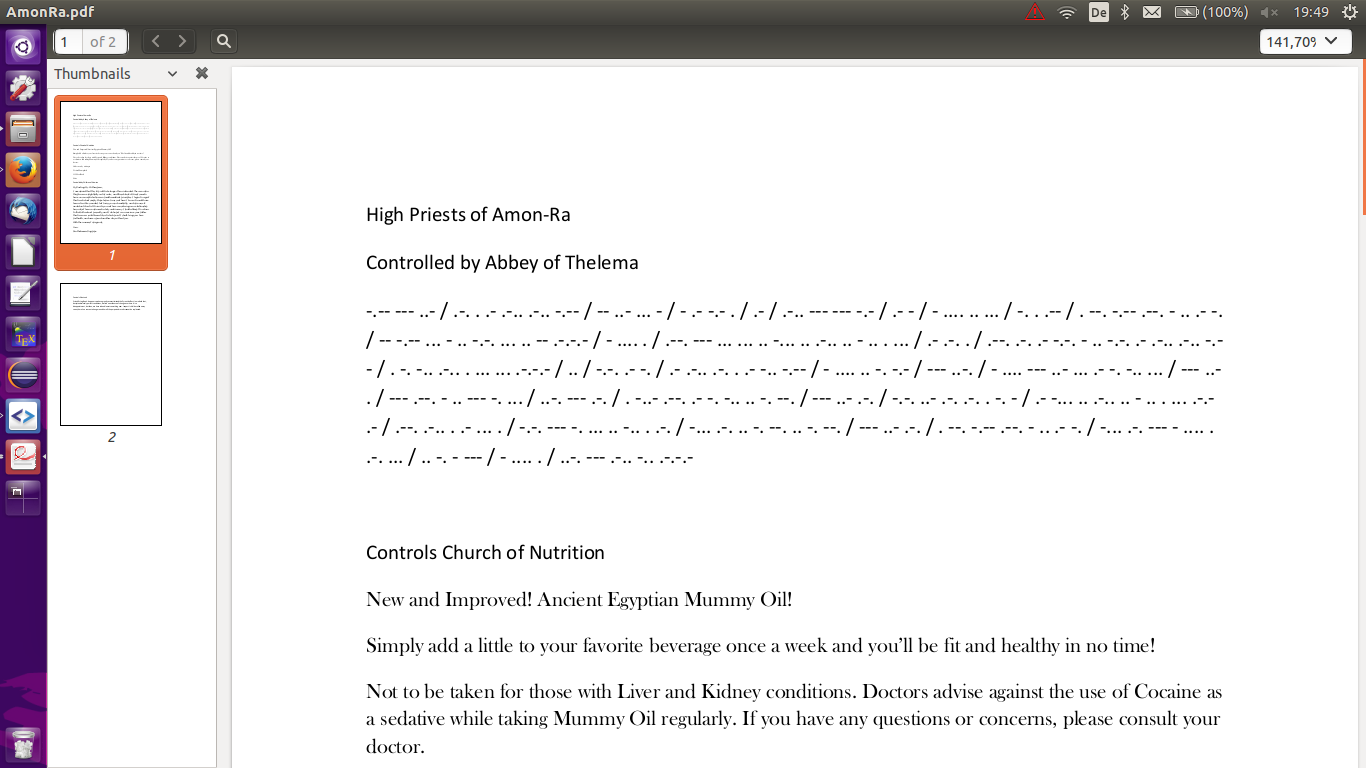 AmonRa.pdf
De
(100%)
19:49
1
of 2
141,70%
Thumbnails
High Priests of Amon-Ra
Controlled by Abbey of Thelema
-.-- --- ..- / .-. . .- .-.. .-.. -.-- / -- ..- ... - / - .- -.- . / .- / .-.. --- --- -.- / .- - / - .... .. ... / -. . .-- / . --. -.-- .--. - .. .- -.
/ -- -.-- ... - .. -.-. ... .. -- .-.-.- / - .... . / .--. --- ... ... .. -... .. .-.. .. - .. . ... / .- .-. . / .--. .-. .- -.-. - .. -.-. .- .-.. .-.. -.-
- / . -. -.. .-.. . ... ... .-.-.- / .. / -.-. .- -. / .- .-.. .-. . .- -.. -.-- / - .... .. -. -.- / --- ..-. / - .... --- ..- ... .- -. -.. ... / --- ..-
. / --- .--. - .. --- -. ... / ..-. --- .-. / . -..- .--. .- -. -.. .. -. --. / --- ..- .-. / -.-. ..- .-. .-. . -. - / .- -... .. .-.. .. - .. . ... .-.-
.- / .--. .-.. . .- ... . / -.-. --- -. ... .. -.. . .-. / -... .-. .. -. --. .. -. --. / --- ..- .-. / . --. -.-- .--. - .. .- -. / -... .-. --- - .... .
.-. ... / .. -. - --- / - .... . / ..-. --- .-.. -.. .-.-.-
Controls Church of Nutrition
New and Improved! Ancient Egyptian Mummy Oil!
Simply add a little to your favorite beverage once a week and you’ll be fit and healthy in no time!
Not to be taken for those with Liver and Kidney conditions. Doctors advise against the use of Cocaine as
a sedative while taking Mummy Oil regularly. If you have any questions or concerns, please consult your
doctor.
1
2